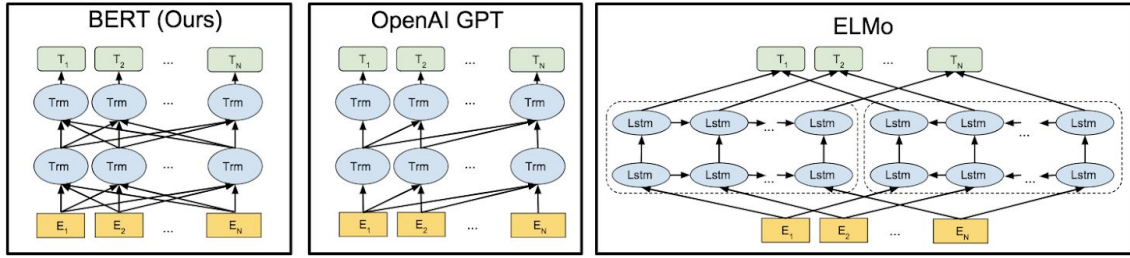 BERT (Ours)
T1 T2 ... TN
Trm Trm ... Trm
Trm Trm ... Trm
E1 E2 ... EN
OpenAI GPT
T1 T2 ... TN
Trm Trm ... Trm
Trm Trm ... Trm
E1 E2 ... EN
ELMo
T1 T2 ... TN
Lstm Lstm ... Lstm Lstm Lstm ... Lstm
Lstm Lstm ... Lstm Lstm Lstm ... Lstm
E1 E2 ... EN